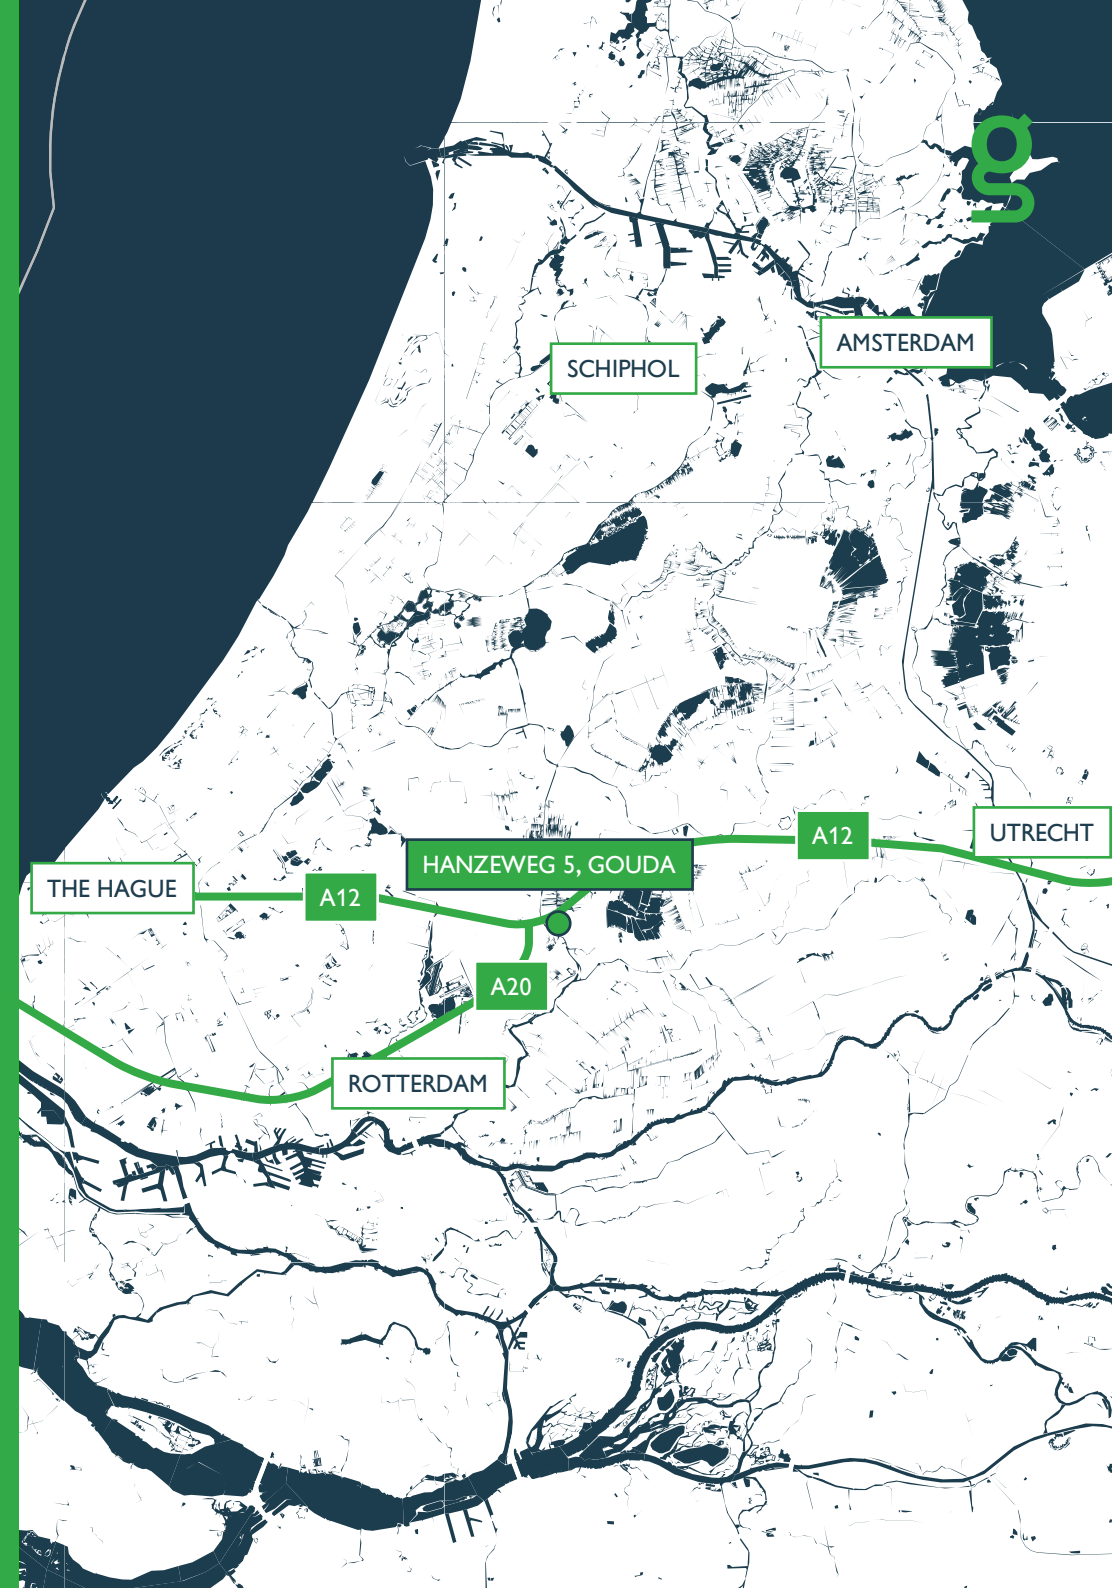 g
AMSTERDAM
SCHIPHOL
A12
UTRECHT
HANZEWEG 5, GOUDA
THE HAGUE
A12
A20
ROTTERDAM